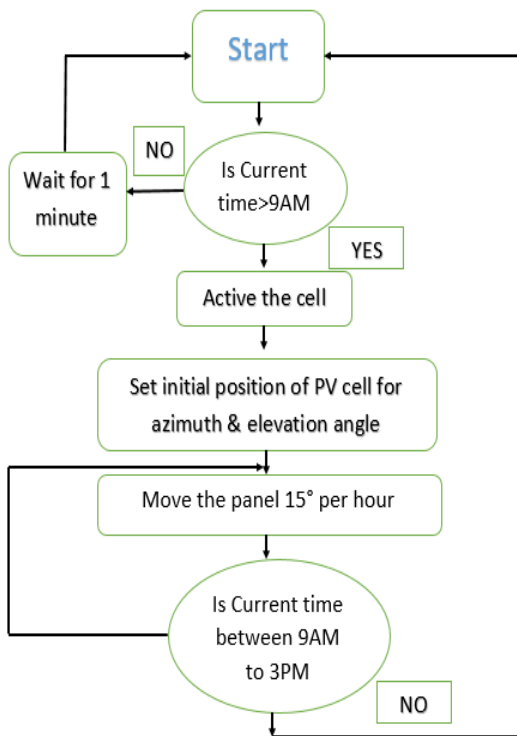 Start
NO
Is Current
time>9AM
Wait for 1
minute
YES
Active the cell
Set initial position of PV cell for
azimuth & elevation angle
Move the panel 15° per hour
Is Current time
between 9AM
to 3PM
NO